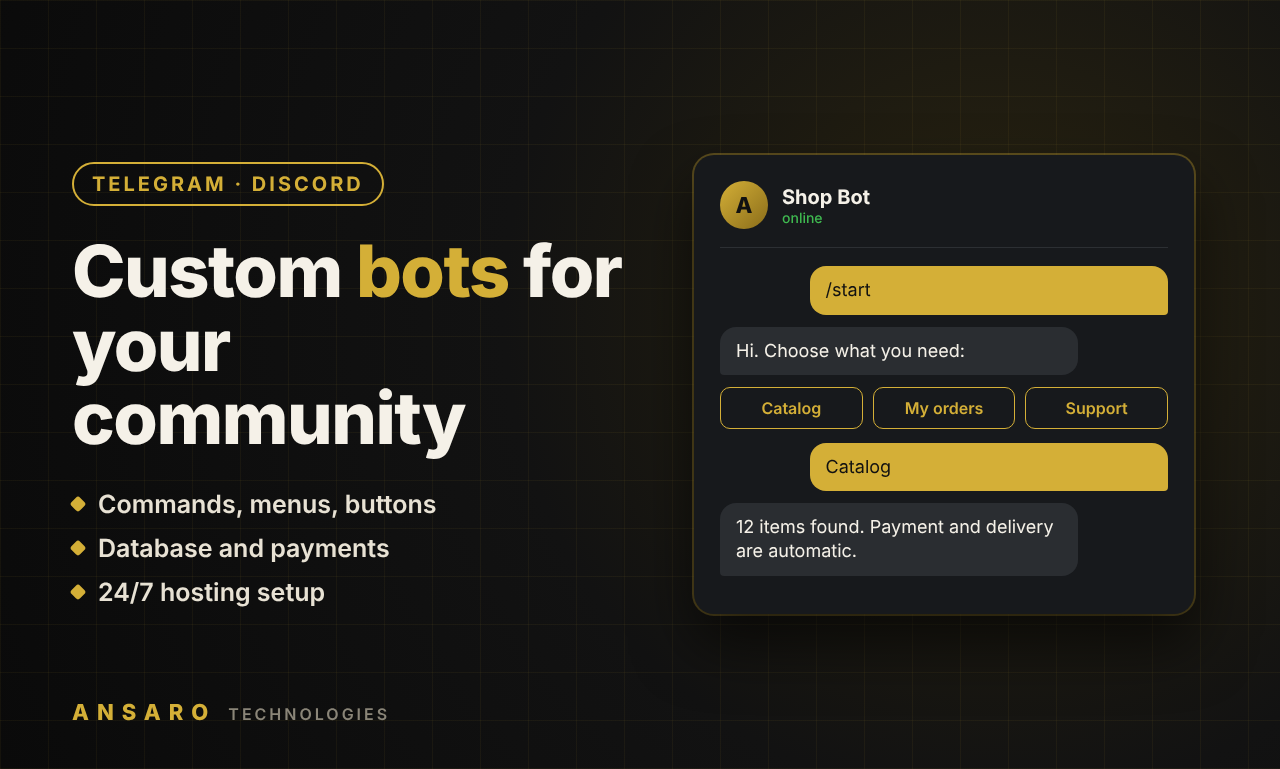 TELEGRAM · DISCORD
Custom bots for
your
community
Commands, menus, buttons
Database and payments
24/7 hosting setup
ANSARO TECHNOLOGIES
A
Shop Bot
online
/start
Hi. Choose what you need:
Catalog
My orders
Support
Catalog
12 items found. Payment and delivery
are automatic.